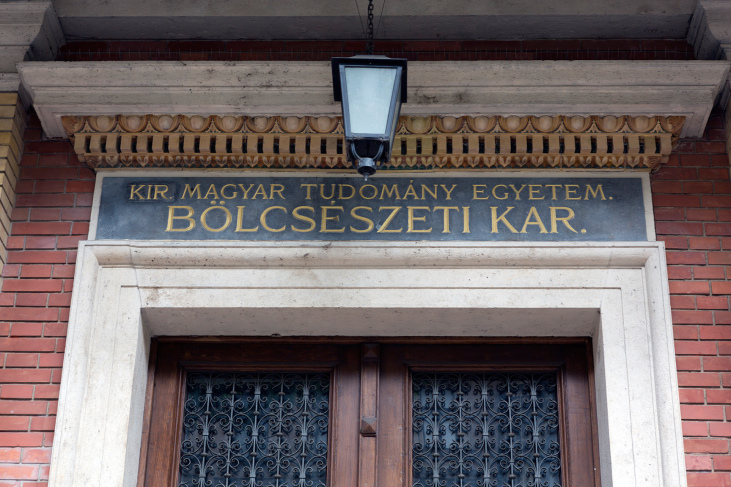 KIR. MAGYAR TUDOMÁNY EGYETEM.
BÖLCSÉSZETI KAR.